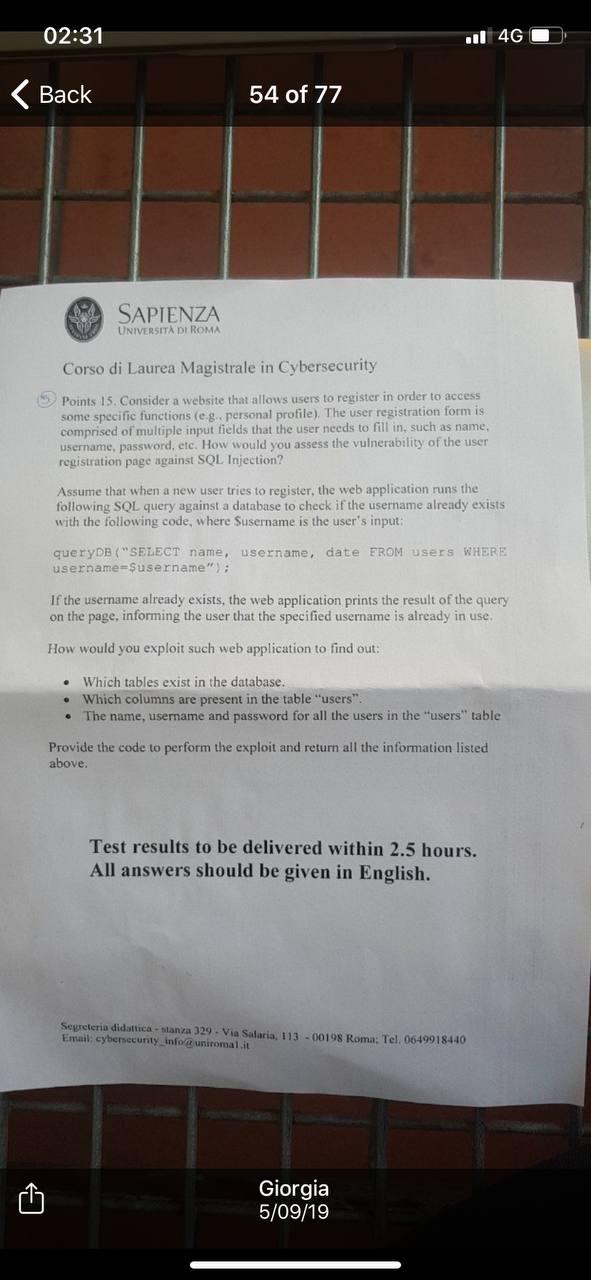 02:31
4G
Back
54 of 77
SAPIENZA
UNIVERSITÀ DI ROMA
Corso di Laurea Magistrale in Cybersecurity
5 Points 15. Consider a website that allows users to register in order to access
some specific functions (e.g., personal profile). The user registration form is
comprised of multiple input fields that the user needs to fill in, such as name,
username, password, etc. How would you assess the vulnerability of the user
registration page against SQL Injection?
Assume that when a new user tries to register, the web application runs the
following SQL query against a database to check if the username already exists
with the following code, where $username is the user's input:
queryDB("SELECT name, username, date FROM users WHERE
username=$username");
If the username already exists, the web application prints the result of the query
on the page, informing the user that the specified username is already in use.
How would you exploit such web application to find out:
• Which tables exist in the database.
• Which columns are present in the table "users".
• The name, username and password for all the users in the "users" table
Provide the code to perform the exploit and return all the information listed
above.
Test results to be delivered within 2.5 hours.
All answers should be given in English.
Segreteria didattica - stanza 329 - Via Salaria, 113 - 00198 Roma; Tel. 0649918440
Email: cybersecurity_info@uniroma1.it
Giorgia
5/09/19